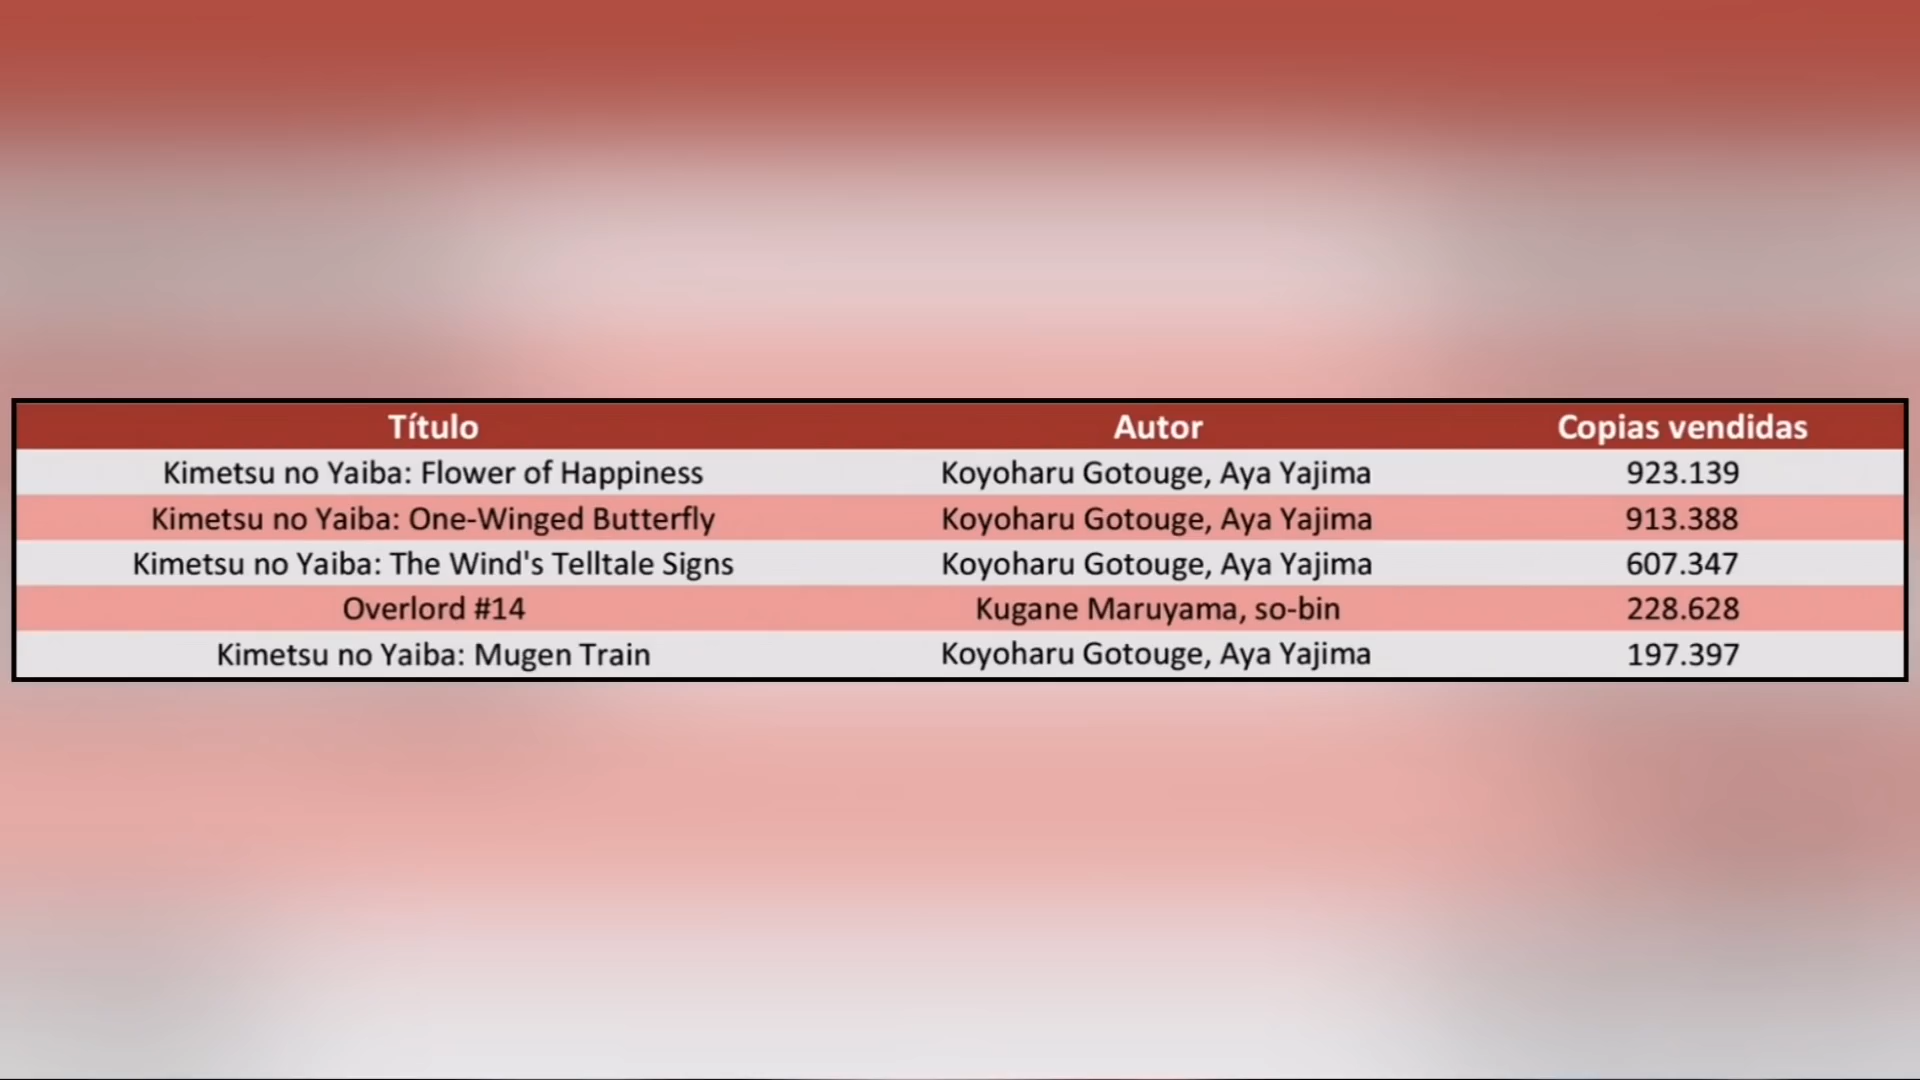 Título Autor Copias vendidas
Kimetsu no Yaiba: Flower of Happiness Koyoharu Gotouge, Aya Yajima 923.139
Kimetsu no Yaiba: One-Winged Butterfly Koyoharu Gotouge, Aya Yajima 913.388
Kimetsu no Yaiba: The Wind's Telltale Signs Koyoharu Gotouge, Aya Yajima 607.347
Overlord #14 Kugane Maruyama, so-bin 228.628
Kimetsu no Yaiba: Mugen Train Koyoharu Gotouge, Aya Yajima 197.397